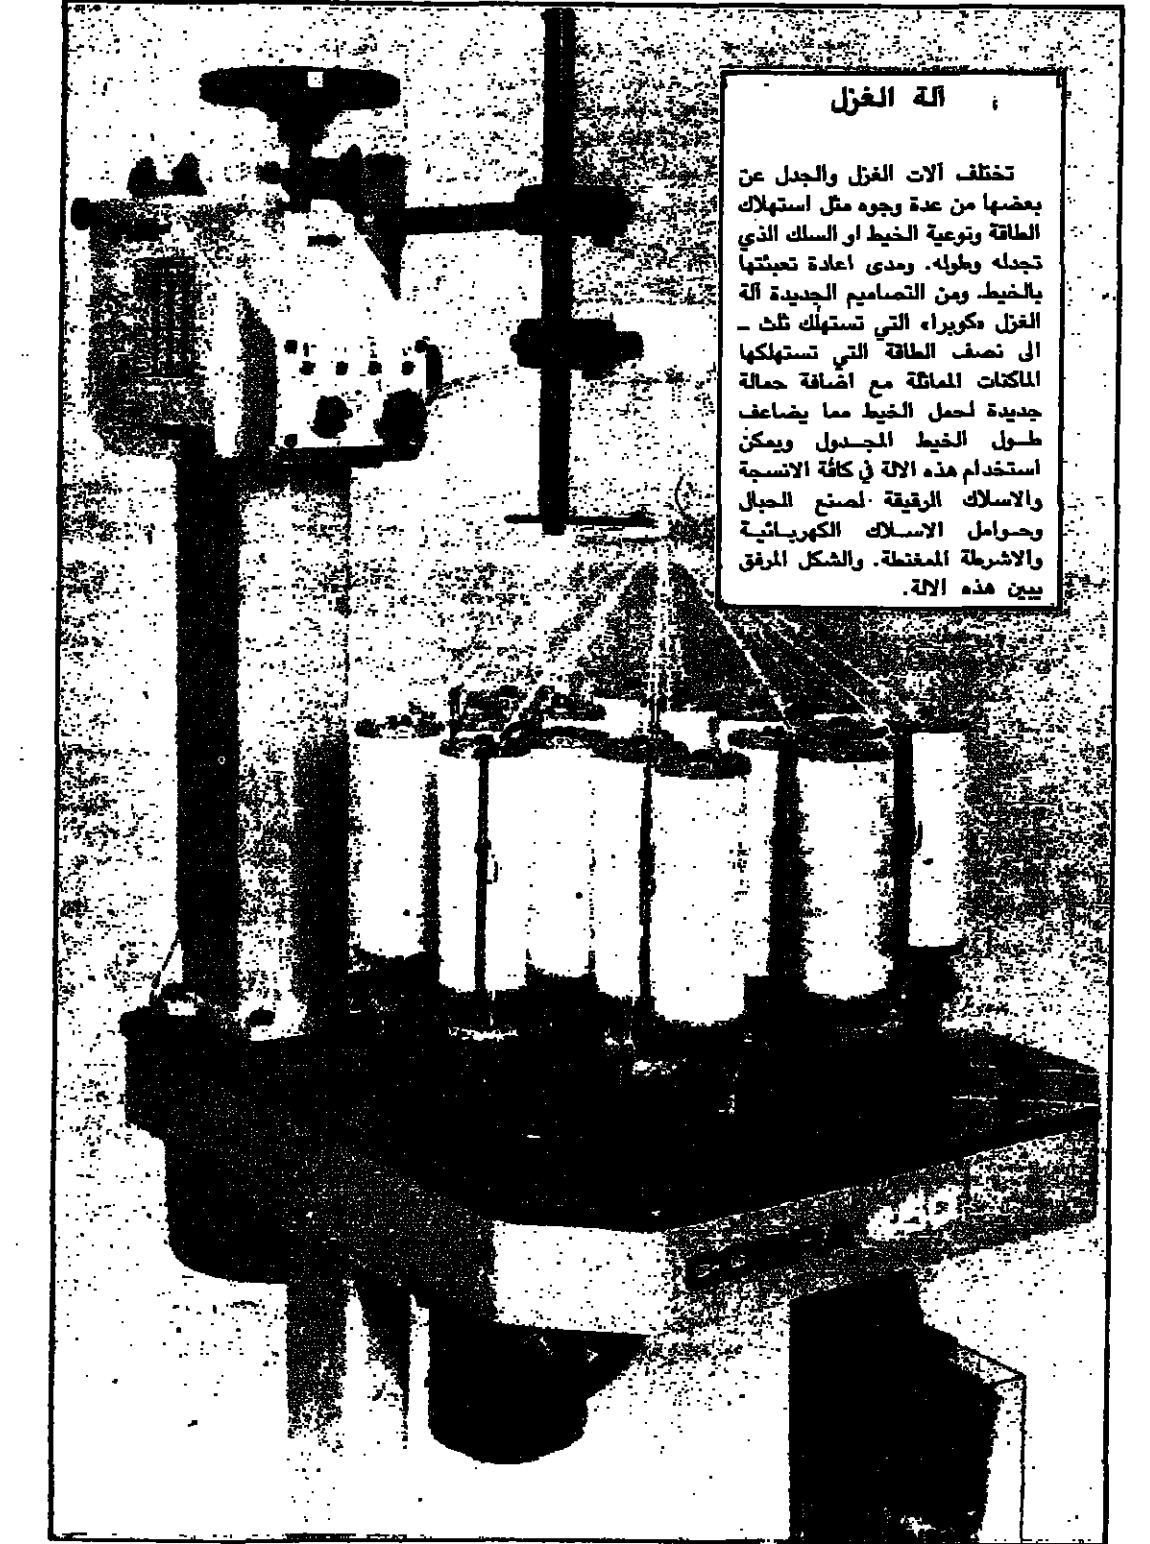 آلة الغزل
تختلف آلات الغزل والجدل عن
بعضها من عدة وجوه مثل استهلاك
الطاقة ونوعية الخيط او السلك الذي
تجدله وطوله. ومدى اعادة تعبئتها
بالخيط. ومن التصاميم الجديدة آلة
الغزل «كوبرا» التي تستهلك ثلث ــ
الى نصف الطاقة التي تستهلكها
الماكنات المماثلة مع اضافة حمالة
جديدة لحمل الخيط مما يضاعف
طول الخيط المجدول ويمكن
استخدام هذه الالة في كافة الانسجة
والاسلاك الرقيقة لصنع الحبال
وحوامل الاسلاك الكهربائية
والاشرطة الممغنطة. والشكل المرفق
يبين هذه الالة.